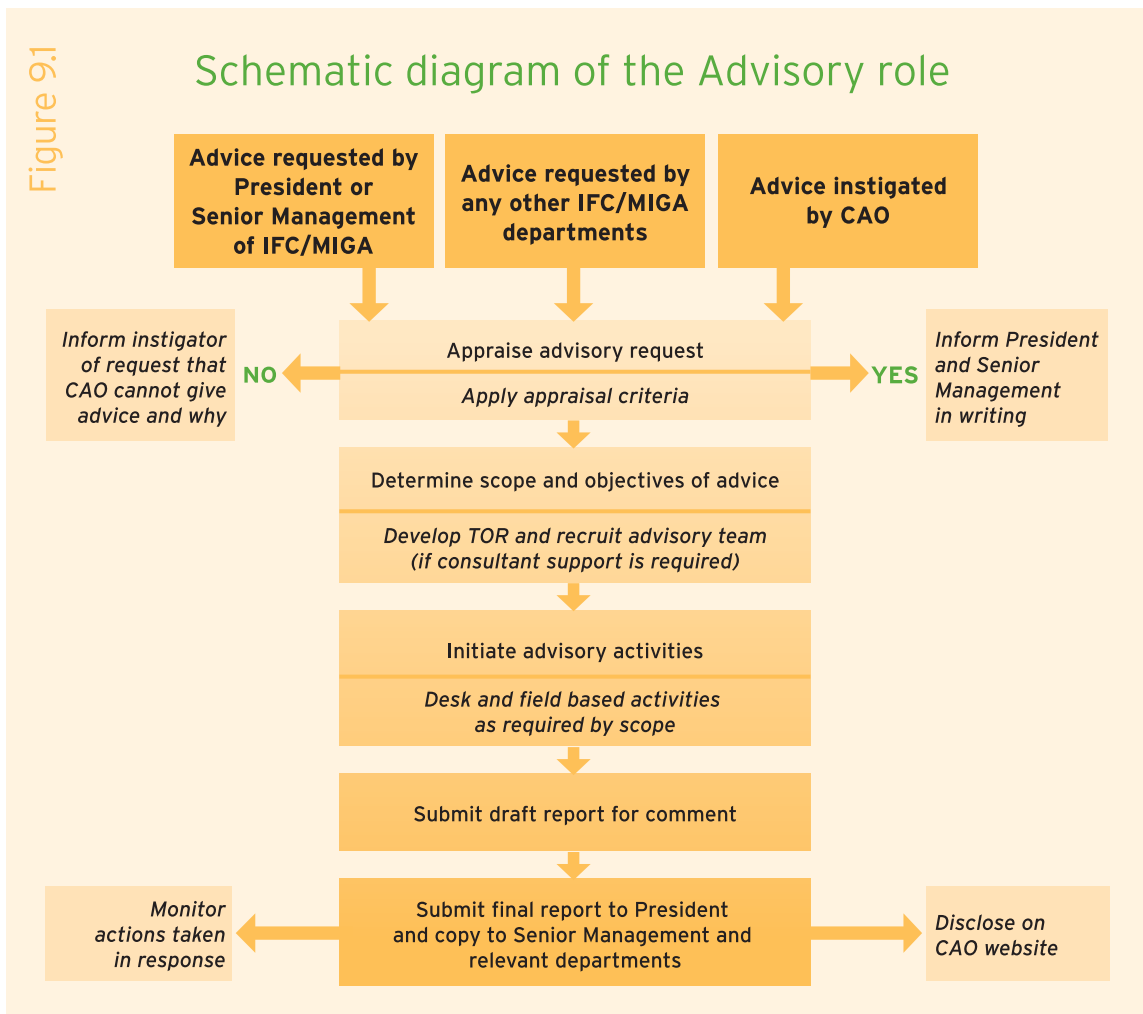 Figure 9.1
Schematic diagram of the Advisory role
Advice requested by
President or
Senior Management
of IFC/MIGA
Advice requested by
any other IFC/MIGA
departments
Advice instigated
by CAO
Inform instigator
of request that
CAO cannot give
advice and why
NO
Appraise advisory request
Apply appraisal criteria
YES
Inform President
and Senior
Management
in writing
Determine scope and objectives of advice
Develop TOR and recruit advisory team
(if consultant support is required)
Initiate advisory activities
Desk and field based activities
as required by scope
Submit draft report for comment
Monitor
actions taken
in response
Submit final report to President
and copy to Senior Management and
relevant departments
Disclose on
CAO website